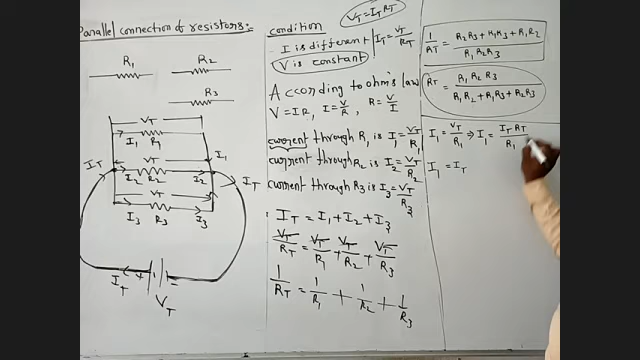 Parallel connection of resistors:-
R1
R2
R3
VT
I1 R1
IT VT I1
I2 R2 I2 IT
VT
I3 R3 I3
IT + -
VT
condition
VT = IT RT
- I is different IT = VT/RT
- V is constant
According to ohm's law
V = IR, I = V/R, R = V/I
current through R1 is I1 = VT/R1
current through R2 is I2 = VT/R2
current through R3 is I3 = VT/R3
IT = I1 + I2 + I3
VT/RT = VT/R1 + VT/R2 + VT/R3
1/RT = 1/R1 + 1/R2 + 1/R3
1/RT = R2R3 + R1R3 + R1R2 / R1R2R3
RT = R1R2R3 / R1R2 + R1R3 + R2R3
I1 = VT/R1 ⇒ I1 = IT RT/R1
I1 = IT